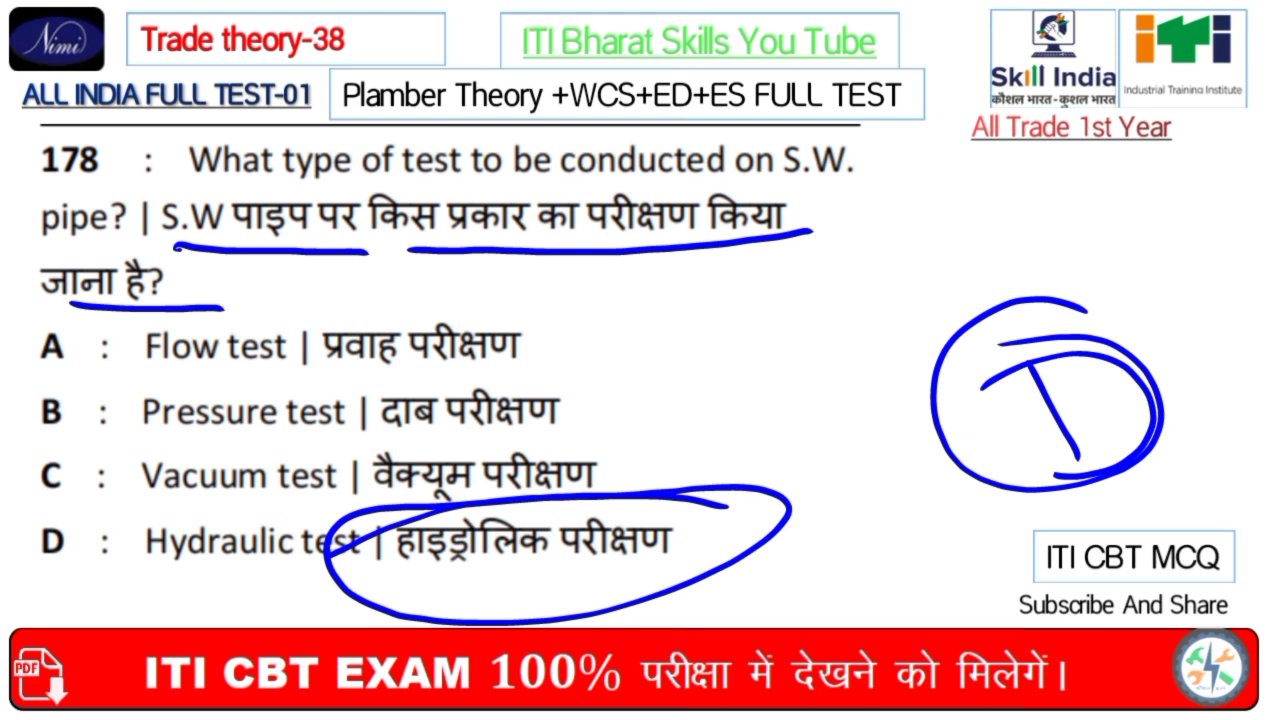 Nimi
Trade theory-38
ITI Bharat Skills You Tube
Skill India
कौशल भारत-कुशल भारत
iTi
Industrial Training Institute
ALL INDIA FULL TEST-01
Plamber Theory +WCS+ED+ES FULL TEST
All Trade 1st Year
178 : What type of test to be conducted on S.W.
pipe? | S.W पाइप पर किस प्रकार का परीक्षण किया
जाना है?
A : Flow test | प्रवाह परीक्षण
B : Pressure test | दाब परीक्षण
C : Vacuum test | वैक्यूम परीक्षण
D : Hydraulic test | हाइड्रोलिक परीक्षण
D
ITI CBT MCQ
Subscribe And Share
PDF
ITI CBT EXAM 100% परीक्षा में देखने को मिलेगें।